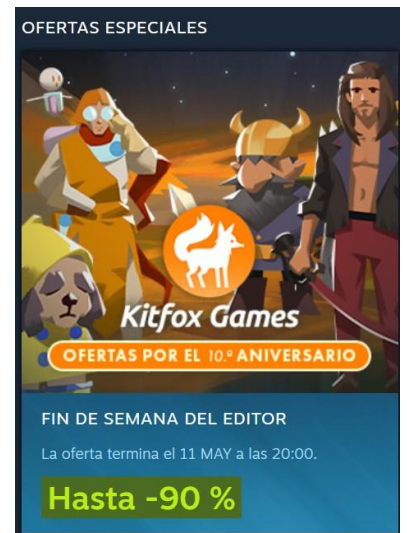 OFERTAS ESPECIALES
Kitfox Games
OFERTAS POR EL 10.º ANIVERSARIO
FIN DE SEMANA DEL EDITOR
La oferta termina el 11 MAY a las 20:00.
Hasta -90 %